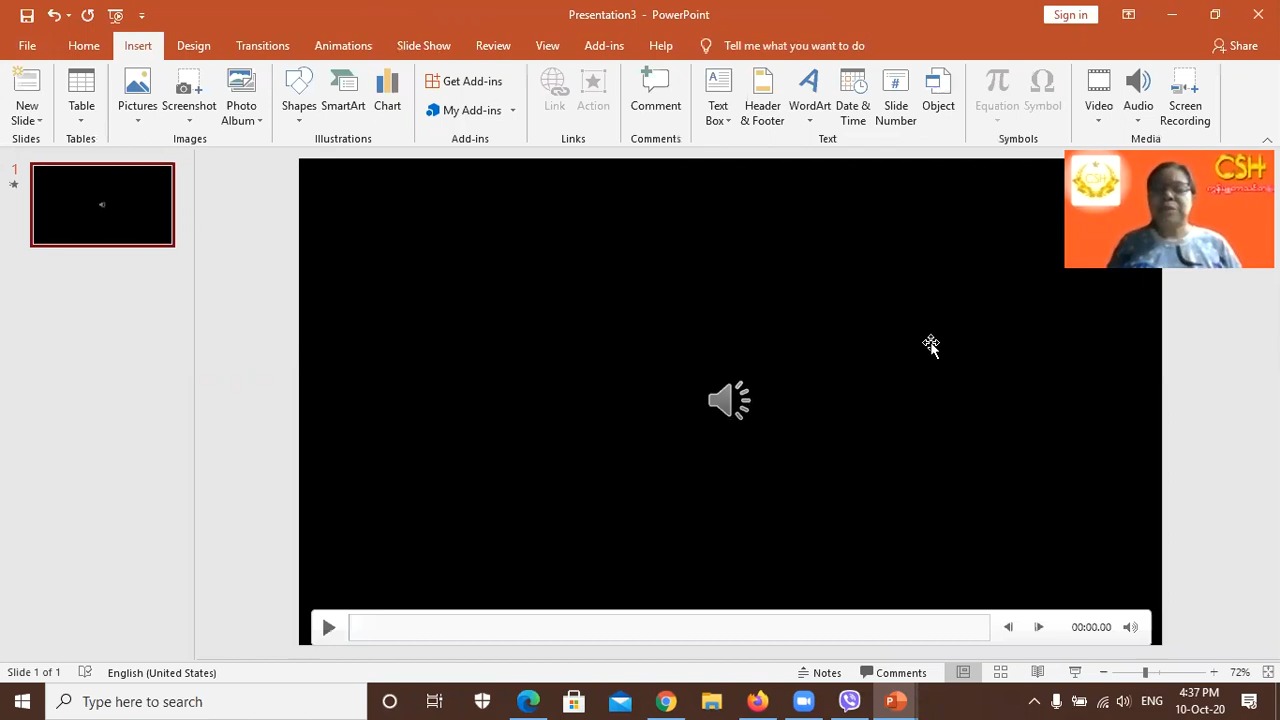 Presentation3 - PowerPoint
Sign in
File Home Insert Design Transitions Animations Slide Show Review View Add-ins Help Tell me what you want to do Share
New Slide
Table
Pictures
Screenshot
Photo Album
Shapes
SmartArt
Chart
Get Add-ins
My Add-ins
Link
Action
Comment
Text Box
Header & Footer
WordArt
Date & Time
Slide Number
Object
Equation
Symbol
Video
Audio
Screen Recording
Slides Tables Images Illustrations Add-ins Links Comments Text Symbols Media
1
CSH
CSH
00:00.00
Slide 1 of 1 English (United States) Notes Comments 72%
Type here to search
ENG
4:37 PM
10-Oct-20